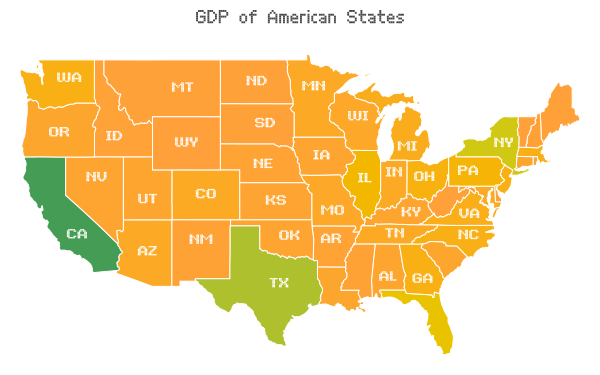 GDP of American States
WA
MT
ND
MN
OR
ID
WY
SD
WI
MI
NY
NV
UT
CO
NE
IA
IL
IN
OH
PA
CA
AZ
NM
KS
OK
TX
MO
AR
KY
TN
VA
NC
AL
GA